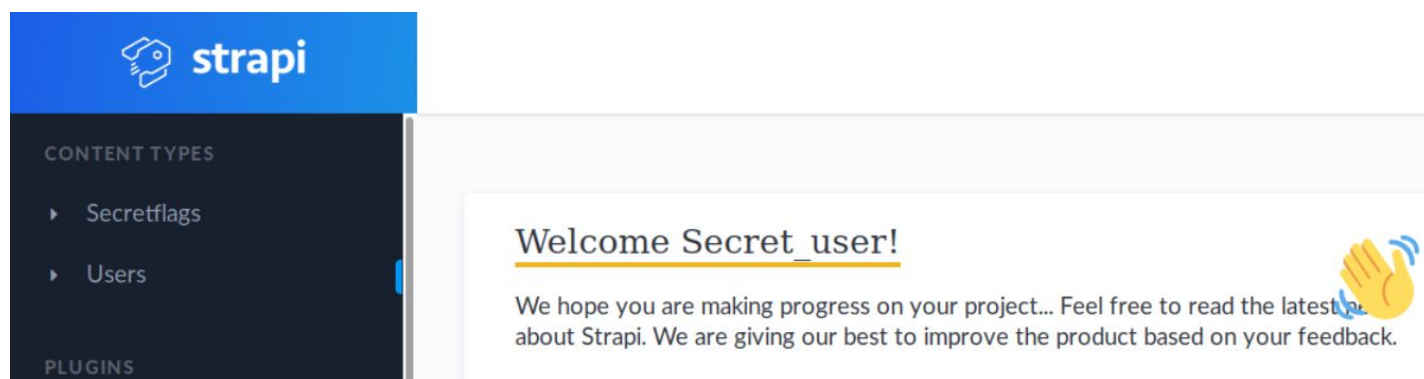 strapi
CONTENT TYPES
Secretflags
Users
PLUGINS
Welcome Secret_user!
We hope you are making progress on your project... Feel free to read the latest
about Strapi. We are giving our best to improve the product based on your feedback.